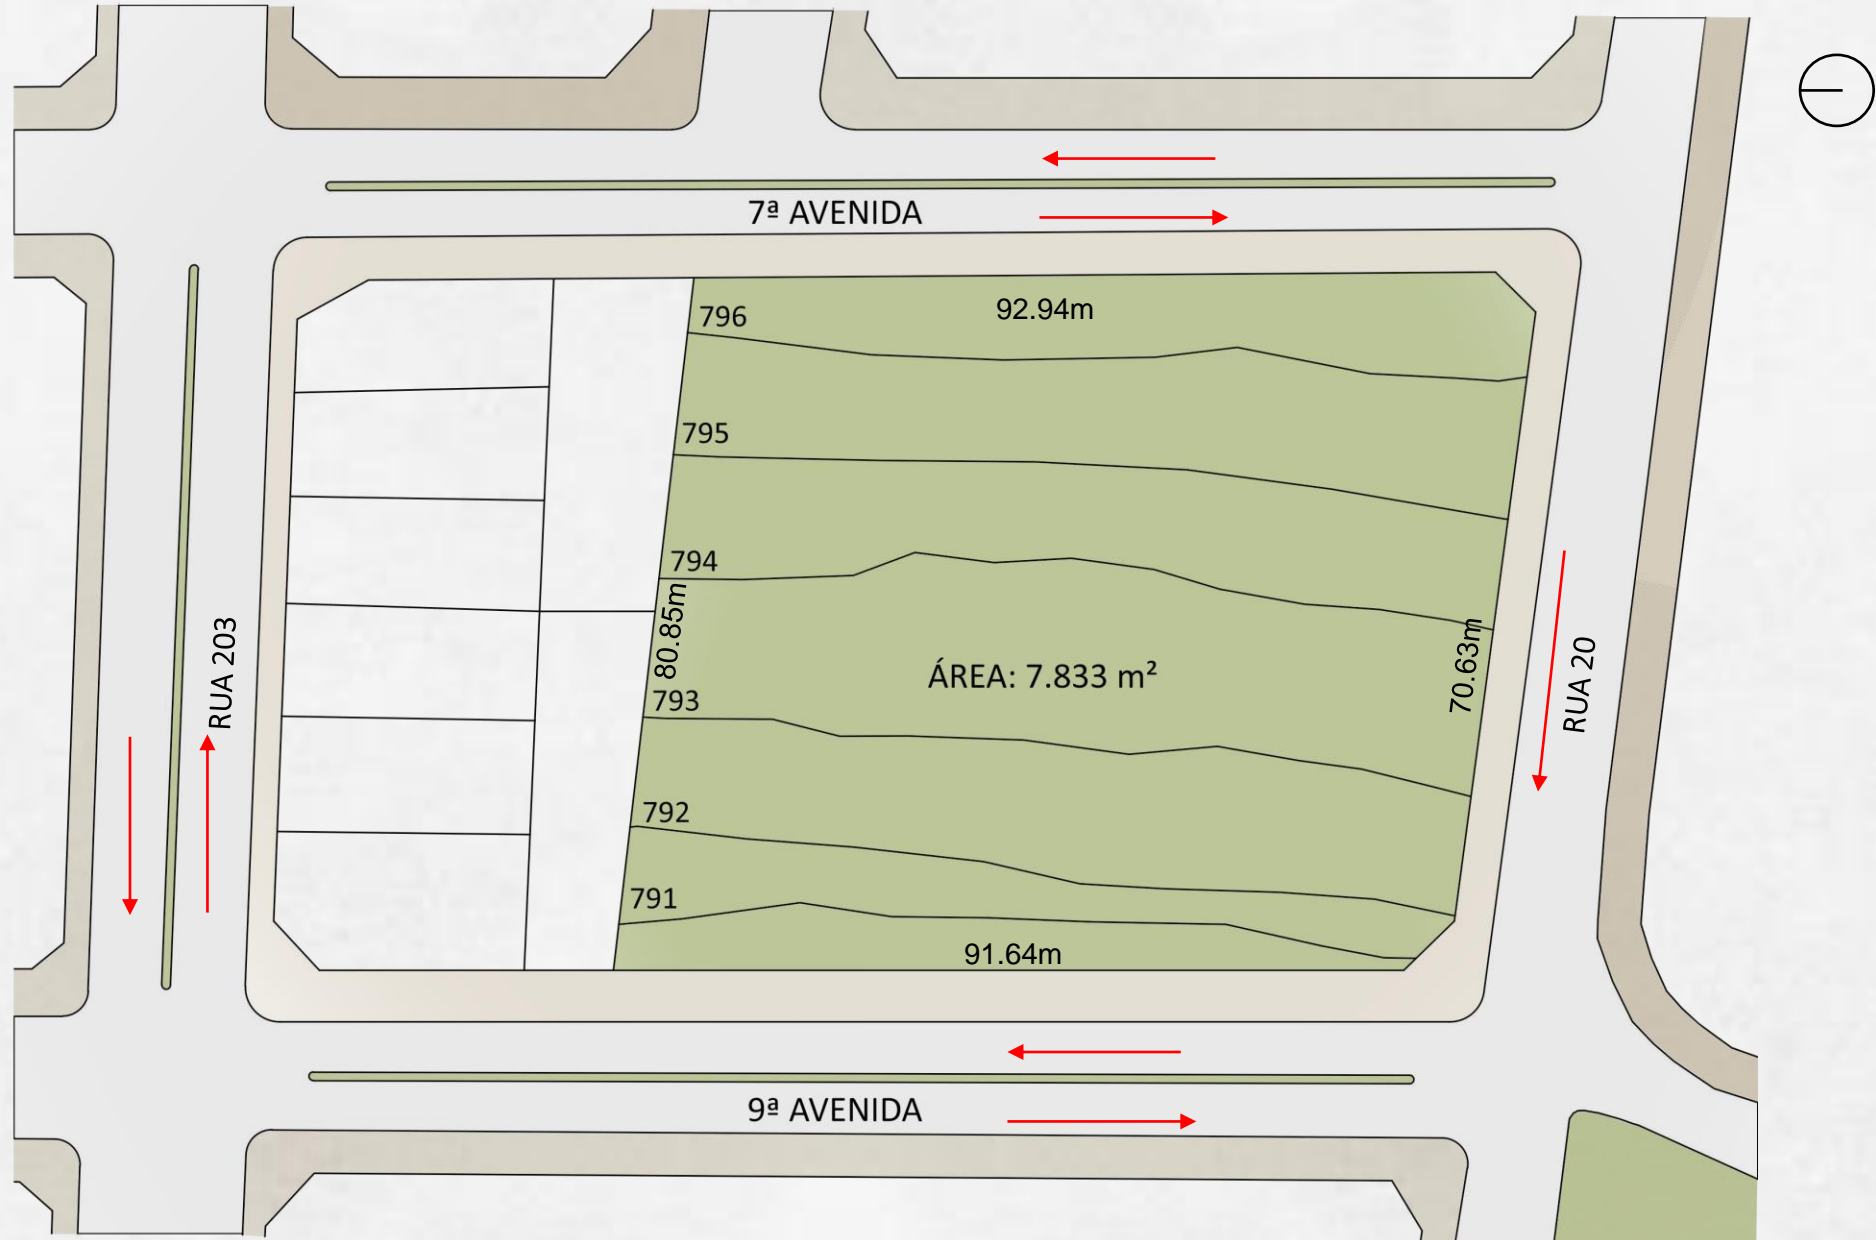 7ª AVENIDA
92.94m
796
795
794
80.85m
RUA 203
70.63m
RUA 20
ÁREA: 7.833 m²
793
792
791
91.64m
9ª AVENIDA